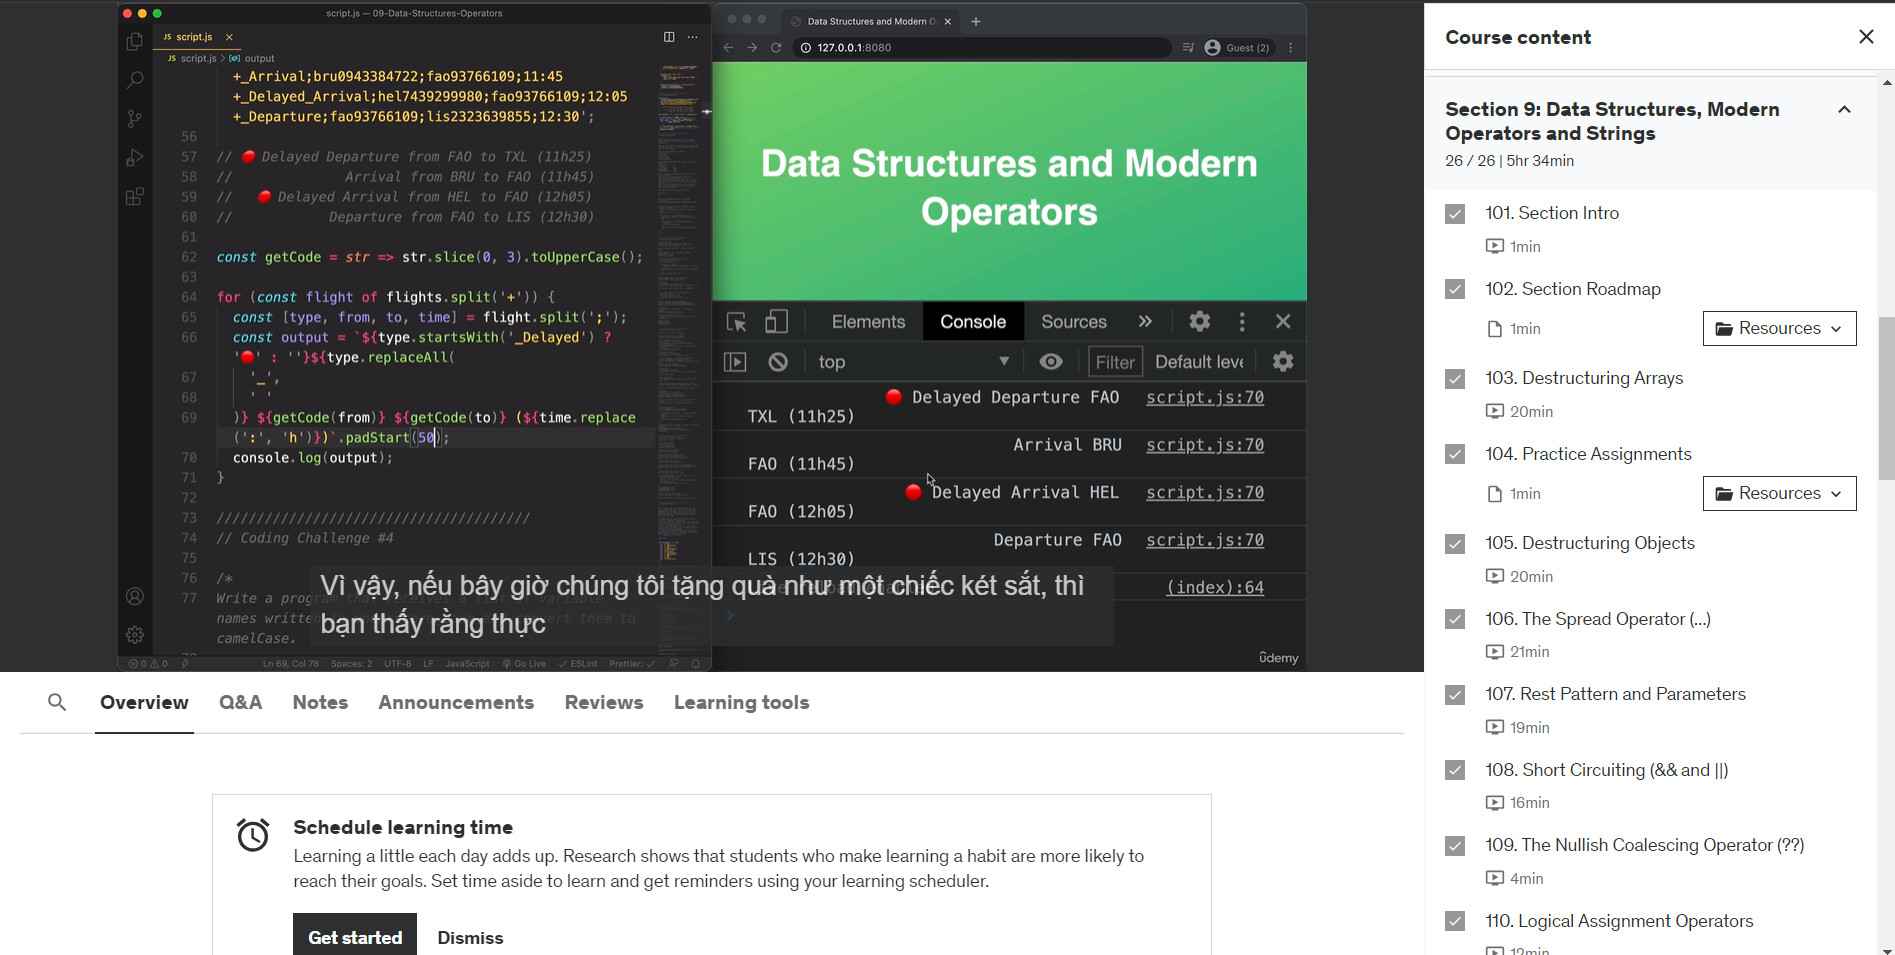 script.js — 09-Data-Structures-Operators
JS script.js ×
JS script.js > output
+_Arrival;bru0943384722;fao93766109;11:45
+_Delayed_Arrival;hel7439299980;fao93766109;12:05
+_Departure;fao93766109;lis2323639855;12:30';
56
57 // 🔴 Delayed Departure from FAO to TXL (11h25)
58 // Arrival from BRU to FAO (11h45)
59 // 🔴 Delayed Arrival from HEL to FAO (12h05)
60 // Departure from FAO to LIS (12h30)
61
62 const getCode = str => str.slice(0, 3).toUpperCase();
63
64 for (const flight of flights.split('+')) {
65 const [type, from, to, time] = flight.split(';');
66 const output = `${type.startsWith('_Delayed') ?
'🔴' : ''}${type.replaceAll(
67 '_',
68 ' '
69 )} ${getCode(from)} ${getCode(to)} (${time.replace
(':', 'h')})`.padStart(50);
70 console.log(output);
71 }
72
73 ///////////////////////////////////////
74 // Coding Challenge #4
75
76 /*
77 Write a program that receives a list of variable
names written
camelCase.
Ln 69, Col 78 Spaces: 2 UTF-8 LF JavaScript Go Live ESLint Prettier: ✓
Data Structures and Modern O ×
127.0.0.1:8080
Guest (2)
Data Structures and Modern
Operators
Elements Console Sources »
top Filter Default leve
🔴 Delayed Departure FAO script.js:70
TXL (11h25)
Arrival BRU script.js:70
FAO (11h45)
🔴 Delayed Arrival HEL script.js:70
FAO (12h05)
Departure FAO script.js:70
LIS (12h30)
(index):64
Vì vậy, nếu bây giờ chúng tôi tặng quà như một chiếc két sắt, thì
bạn thấy rằng thực
ûdemy
Overview Q&A Notes Announcements Reviews Learning tools
Schedule learning time
Learning a little each day adds up. Research shows that students who make learning a habit are more likely to
reach their goals. Set time aside to learn and get reminders using your learning scheduler.
Get started Dismiss
Course content
Section 9: Data Structures, Modern
Operators and Strings
26 / 26 | 5hr 34min
101. Section Intro
1min
102. Section Roadmap
1min
Resources
103. Destructuring Arrays
20min
104. Practice Assignments
1min
Resources
105. Destructuring Objects
20min
106. The Spread Operator (...)
21min
107. Rest Pattern and Parameters
19min
108. Short Circuiting (&& and ||)
16min
109. The Nullish Coalescing Operator (??)
4min
110. Logical Assignment Operators
12min